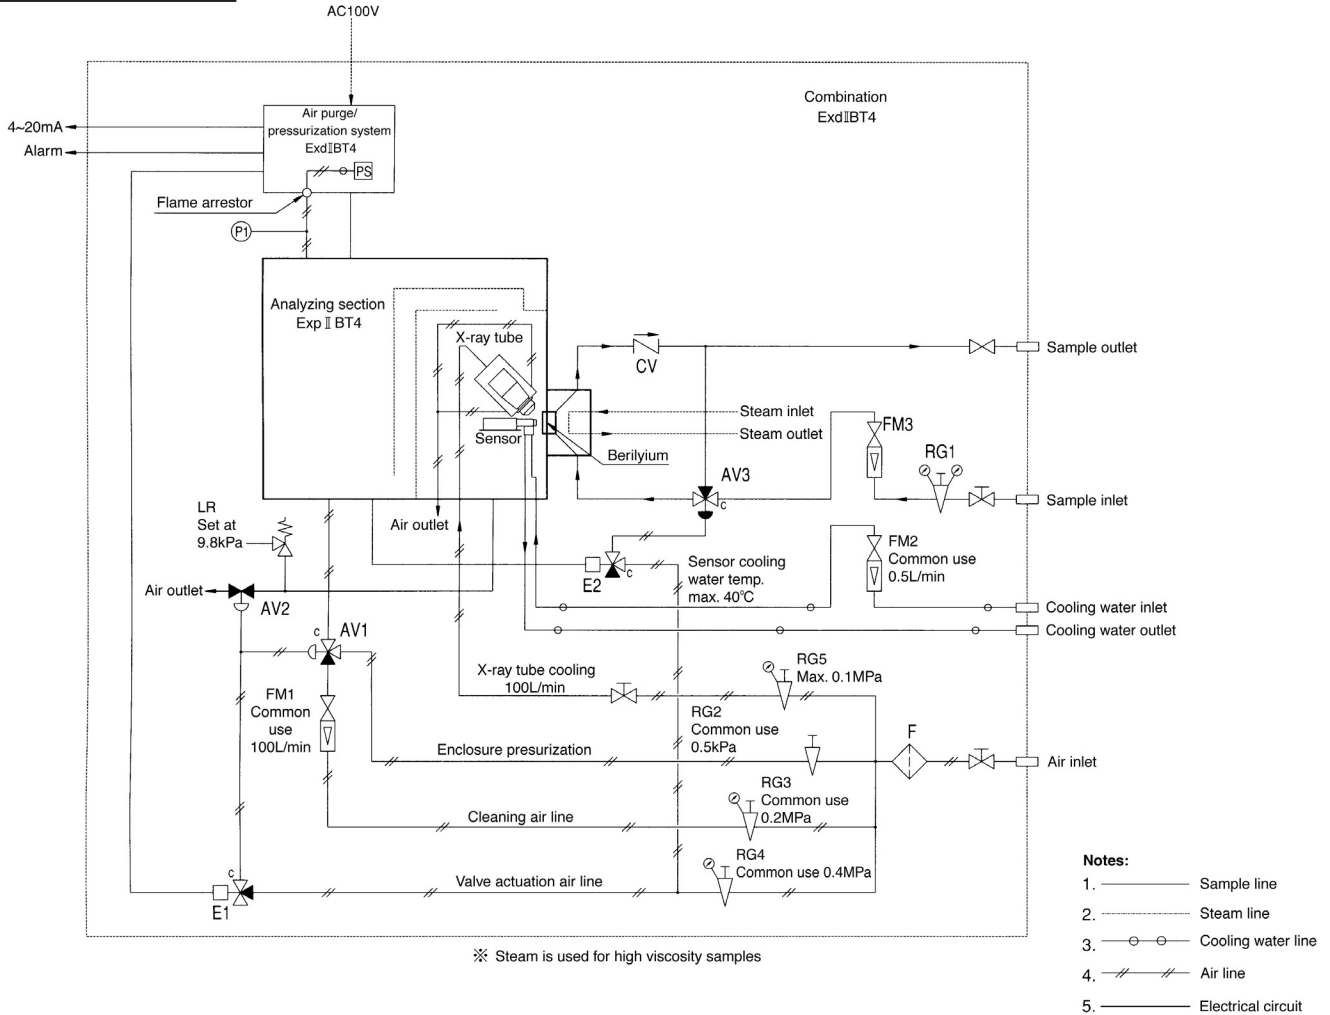 AC100V
Combination
ExdⅡBT4
Air purge/
pressurization system
ExdⅡBT4
4~20mA
Alarm
PS
Flame arrestor
P1
Analyzing section
Exp Ⅱ BT4
X-ray tube
CV
Sample outlet
Steam inlet
Steam outlet
Sensor
Berilyium
FM3
RG1
AV3
c
Sample inlet
LR
Set at
9.8kPa
Air outlet
E2
c
Sensor cooling
water temp.
max. 40℃
FM2
Common use
0.5L/min
Air outlet
AV2
Cooling water inlet
Cooling water outlet
c
AV1
X-ray tube cooling
100L/min
RG5
Max. 0.1MPa
FM1
Common
use
100L/min
RG2
Common use
0.5kPa
F
Enclosure presurization
Air inlet
RG3
Common use
0.2MPa
Cleaning air line
RG4
Common use 0.4MPa
Valve actuation air line
c
E1
※ Steam is used for high viscosity samples
Notes:
1. Sample line
2. Steam line
3. Cooling water line
4. Air line
5. Electrical circuit